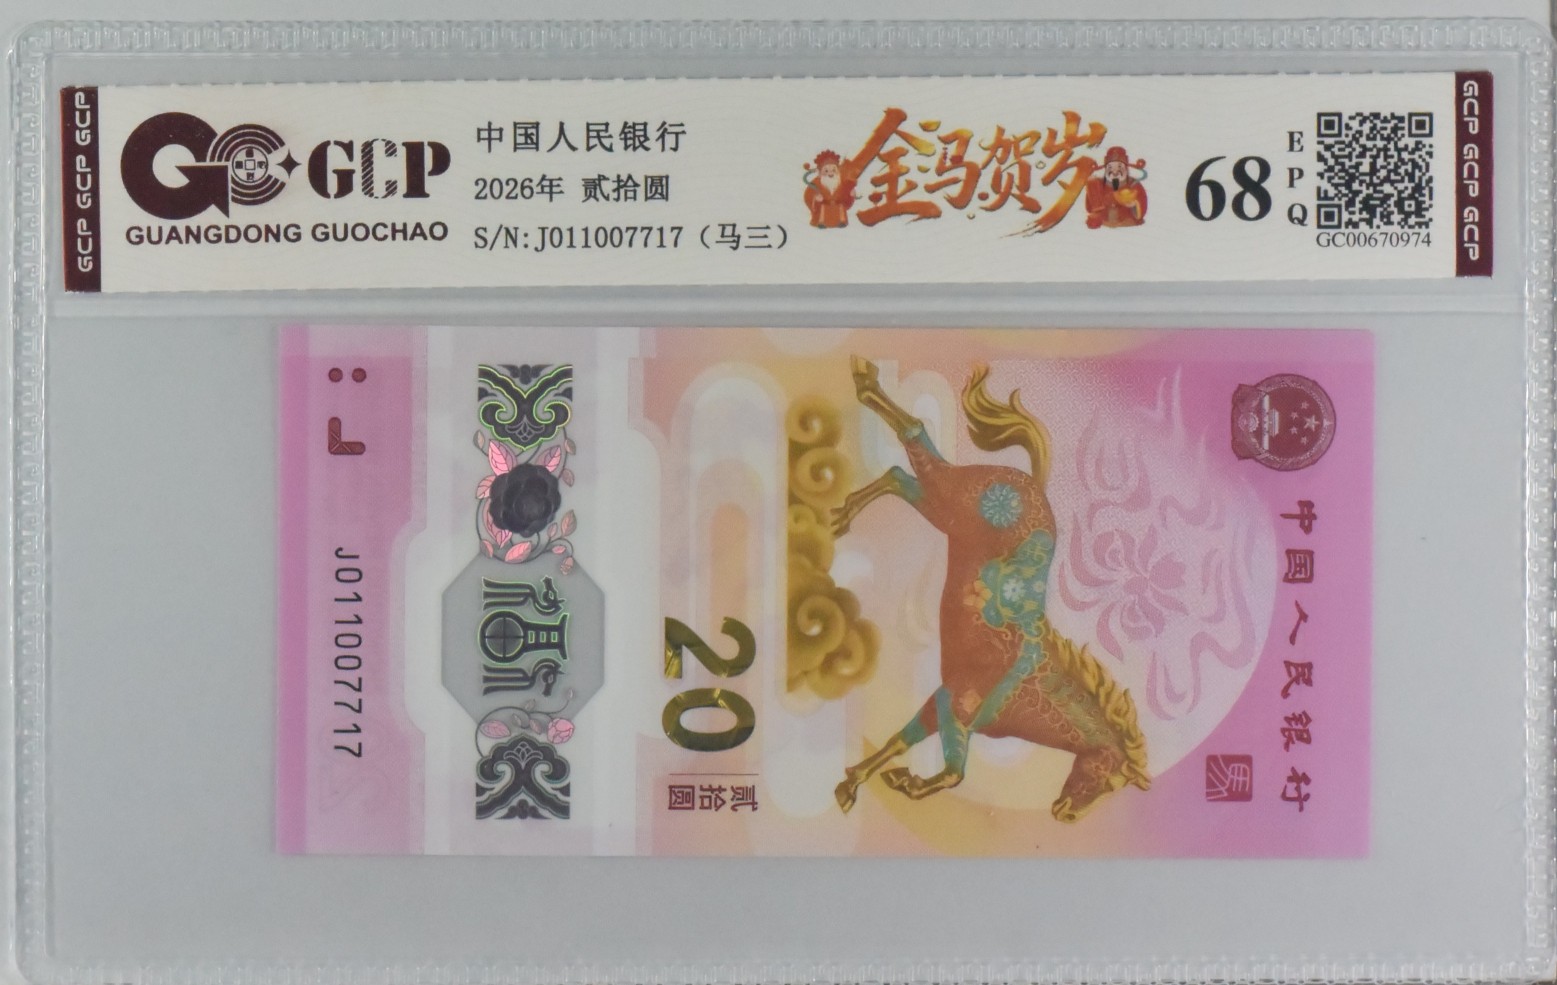 GCP GCP GCP
GCP
GUANGDONG GUOCHAO
中国人民银行
2026年 贰拾圆
S/N:J011007717（马三）
金马贺岁
68
EPQ
GC00670974
GCP GCP GCP
J011007717
20
贰拾圆
中国人民银行